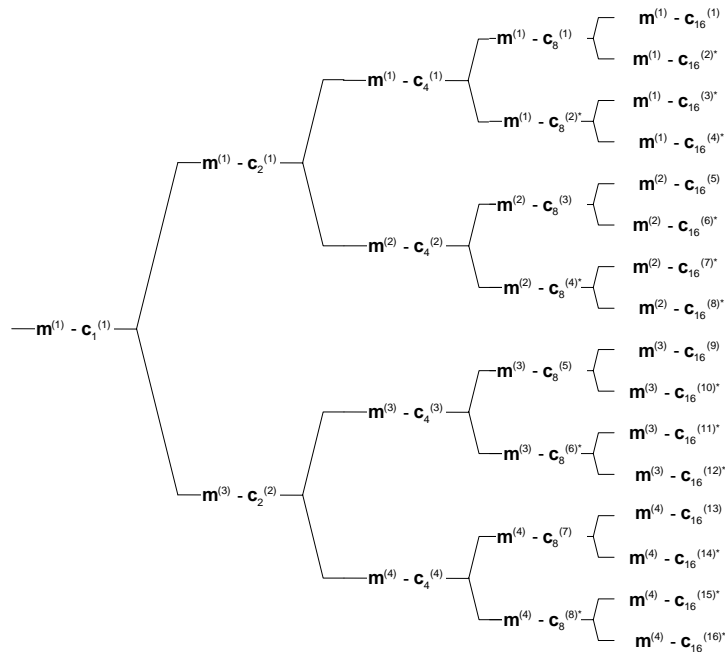 m(1) - c16(1)
m(1) - c8(1)
m(1) - c16(2)*
m(1) - c4(1)
m(1) - c16(3)*
m(1) - c8(2)*
m(1) - c16(4)*
m(1) - c2(1)
m(2) - c16(5)
m(2) - c8(3)
m(2) - c16(6)*
m(2) - c4(2)
m(2) - c16(7)*
m(2) - c8(4)*
m(2) - c16(8)*
m(1) - c1(1)
m(3) - c16(9)
m(3) - c8(5)
m(3) - c16(10)*
m(3) - c4(3)
m(3) - c16(11)*
m(3) - c8(6)*
m(3) - c16(12)*
m(3) - c2(2)
m(4) - c16(13)
m(4) - c8(7)
m(4) - c16(14)*
m(4) - c4(4)
m(4) - c16(15)*
m(4) - c8(8)*
m(4) - c16(16)*